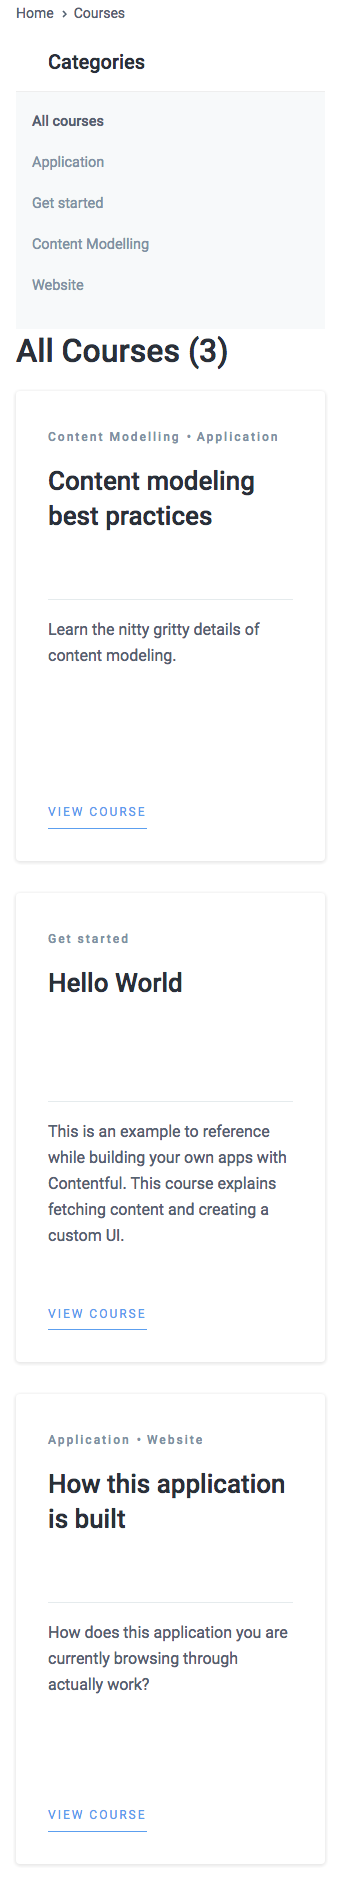 Home › Courses
Categories
All courses
Application
Get started
Content Modelling
Website
All Courses (3)
Content Modelling • Application
Content modeling
best practices
Learn the nitty gritty details of
content modeling.
VIEW COURSE
Get started
Hello World
This is an example to reference
while building your own apps with
Contentful. This course explains
fetching content and creating a
custom UI.
VIEW COURSE
Application • Website
How this application
is built
How does this application you are
currently browsing through
actually work?
VIEW COURSE